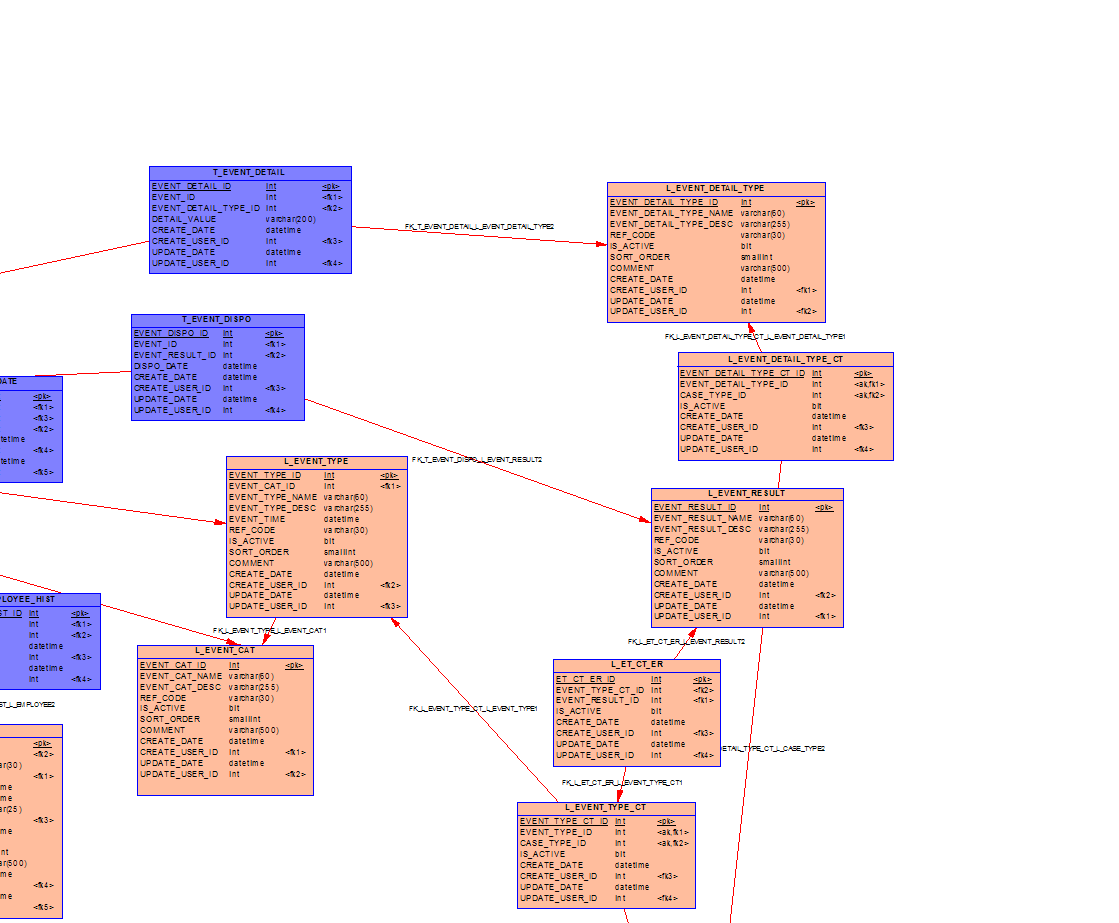 T_EVENT_DETAIL
EVENT_DETAIL_ID int <pk>
EVENT_ID int <fk1>
EVENT_DETAIL_TYPE_ID int <fk2>
DETAIL_VALUE varchar(200)
CREATE_DATE datetime
CREATE_USER_ID int <fk3>
UPDATE_DATE datetime
UPDATE_USER_ID int <fk4>
FK_T_EVENT_DETAIL_L_EVENT_DETAIL_TYPE2
L_EVENT_DETAIL_TYPE
EVENT_DETAIL_TYPE_ID int <pk>
EVENT_DETAIL_TYPE_NAME varchar(60)
EVENT_DETAIL_TYPE_DESC varchar(255)
REF_CODE varchar(30)
IS_ACTIVE bit
SORT_ORDER smallint
COMMENT varchar(500)
CREATE_DATE datetime
CREATE_USER_ID int <fk1>
UPDATE_DATE datetime
UPDATE_USER_ID int <fk2>
FK_L_EVENT_DETAIL_TYPE_CT_L_EVENT_DETAIL_TYPE1
T_EVENT_DISPO
EVENT_DISPO_ID int <pk>
EVENT_ID int <fk1>
EVENT_RESULT_ID int <fk2>
DISPO_DATE datetime
CREATE_DATE datetime
CREATE_USER_ID int <fk3>
UPDATE_DATE datetime
UPDATE_USER_ID int <fk4>
FK_T_EVENT_DISPO_L_EVENT_RESULT2
L_EVENT_DETAIL_TYPE_CT
EVENT_DETAIL_TYPE_CT_ID int <pk>
EVENT_DETAIL_TYPE_ID int <ak,fk1>
CASE_TYPE_ID int <ak,fk2>
IS_ACTIVE bit
CREATE_DATE datetime
CREATE_USER_ID int <fk3>
UPDATE_DATE datetime
UPDATE_USER_ID int <fk4>
DATE
<pk>
<fk1>
<fk3>
<fk2>
tetime
<fk4>
tetime
<fk5>
L_EVENT_TYPE
EVENT_TYPE_ID int <pk>
EVENT_CAT_ID int <fk1>
EVENT_TYPE_NAME varchar(60)
EVENT_TYPE_DESC varchar(255)
EVENT_TIME datetime
REF_CODE varchar(30)
IS_ACTIVE bit
SORT_ORDER smallint
COMMENT varchar(500)
CREATE_DATE datetime
CREATE_USER_ID int <fk2>
UPDATE_DATE datetime
UPDATE_USER_ID int <fk3>
FK_L_EVENT_TYPE_L_EVENT_CAT1
L_EVENT_RESULT
EVENT_RESULT_ID int <pk>
EVENT_RESULT_NAME varchar(60)
EVENT_RESULT_DESC varchar(255)
REF_CODE varchar(30)
IS_ACTIVE bit
SORT_ORDER smallint
COMMENT varchar(500)
CREATE_DATE datetime
CREATE_USER_ID int <fk2>
UPDATE_DATE datetime
UPDATE_USER_ID int <fk1>
FK_L_ET_CT_ER_L_EVENT_RESULT2
PLOYEE_HIST
ST_ID int <pk>
int <fk1>
int <fk2>
datetime
int <fk3>
datetime
int <fk4>
ST_L_EMPLOYEE2
L_EVENT_CAT
EVENT_CAT_ID int <pk>
EVENT_CAT_NAME varchar(60)
EVENT_CAT_DESC varchar(255)
REF_CODE varchar(30)
IS_ACTIVE bit
SORT_ORDER smallint
COMMENT varchar(500)
CREATE_DATE datetime
CREATE_USER_ID int <fk1>
UPDATE_DATE datetime
UPDATE_USER_ID int <fk2>
FK_L_EVENT_TYPE_CT_L_EVENT_TYPE1
L_ET_CT_ER
ET_CT_ER_ID int <pk>
EVENT_TYPE_CT_ID int <fk2>
EVENT_RESULT_ID int <fk1>
IS_ACTIVE bit
CREATE_DATE datetime
CREATE_USER_ID int <fk3>
UPDATE_DATE datetime
UPDATE_USER_ID int <fk4>
DETAIL_TYPE_CT_L_CASE_TYPE2
FK_L_ET_CT_ER_L_EVENT_TYPE_CT1
<pk>
<fk2>
ar(30)
<fk1>
me
me
ar(25)
<fk3>
me
nt
ar(500)
me
<fk4>
me
<fk5>
L_EVENT_TYPE_CT
EVENT_TYPE_CT_ID int <pk>
EVENT_TYPE_ID int <ak,fk1>
CASE_TYPE_ID int <ak,fk2>
IS_ACTIVE bit
CREATE_DATE datetime
CREATE_USER_ID int <fk3>
UPDATE_DATE datetime
UPDATE_USER_ID int <fk4>